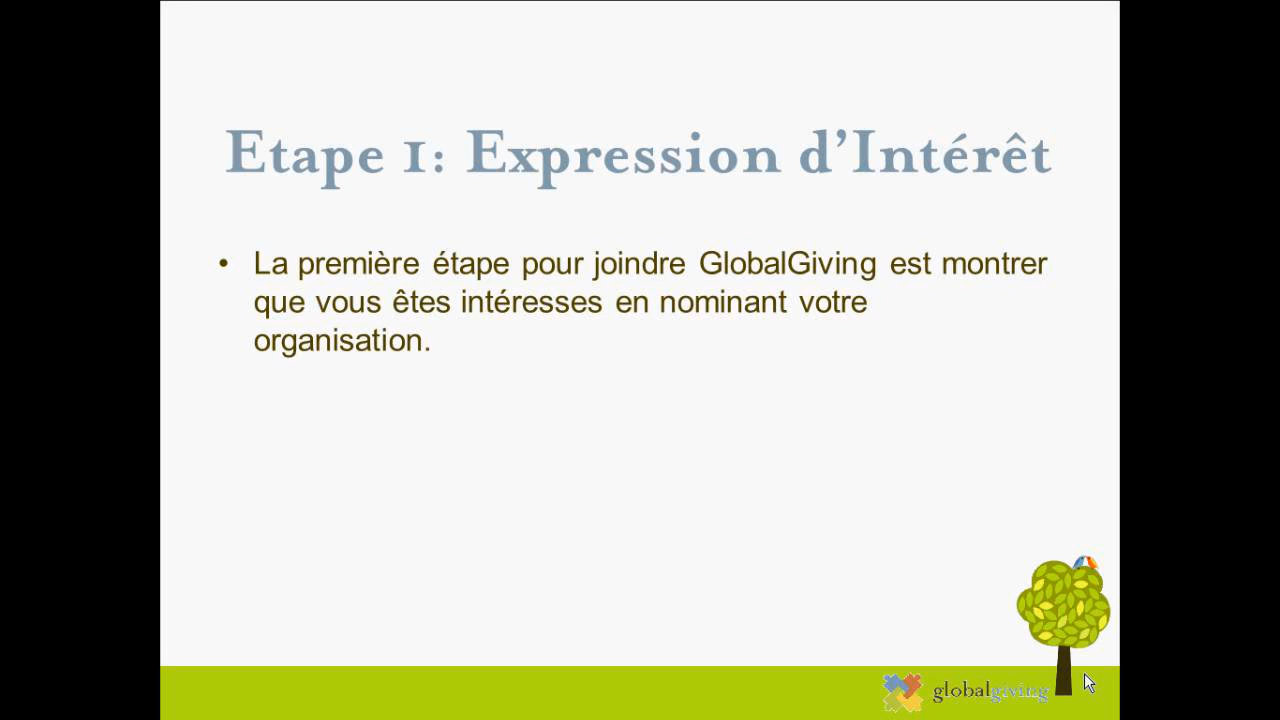 Etape 1: Expression d’Intérêt
• La première étape pour joindre GlobalGiving est montrer
que vous êtes intéresses en nominant votre
organisation.
globalgiving